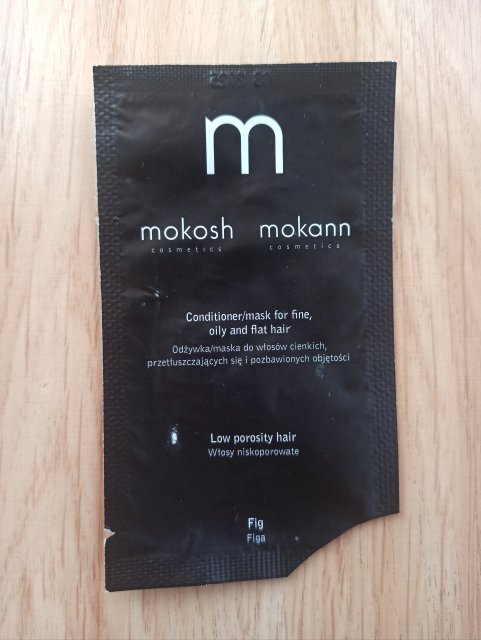 m
mokosh mokann
cosmetics cosmetics
Conditioner/mask for fine,
oily and flat hair
Odżywka/maska do włosów cienkich,
przetłuszczających się i pozbawionych objętości
Low porosity hair
Włosy niskoporowate
Fig
Figa